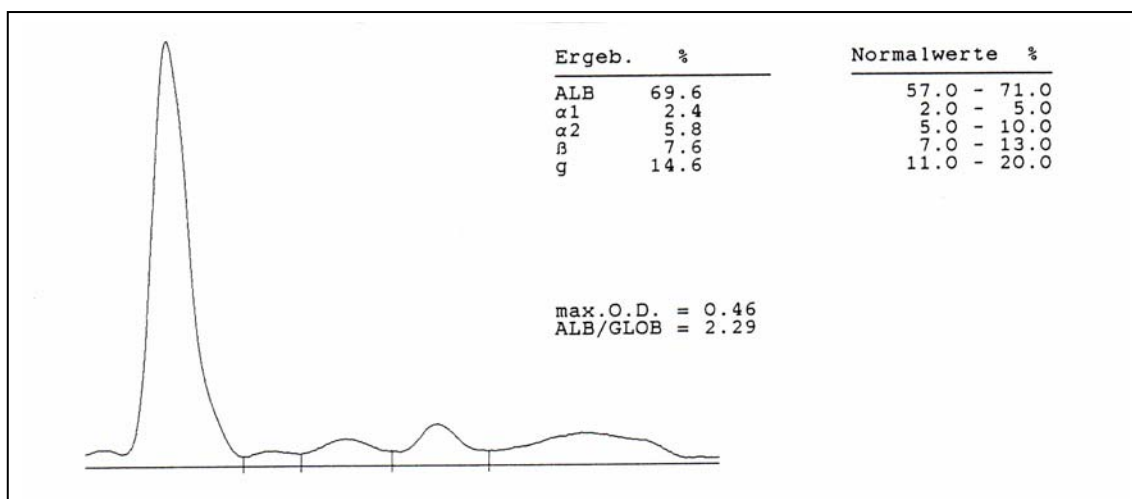 Ergeb. % Normalwerte %
ALB 69.6 57.0 - 71.0
α1 2.4 2.0 - 5.0
α2 5.8 5.0 - 10.0
ß 7.6 7.0 - 13.0
g 14.6 11.0 - 20.0
max.O.D. = 0.46
ALB/GLOB = 2.29